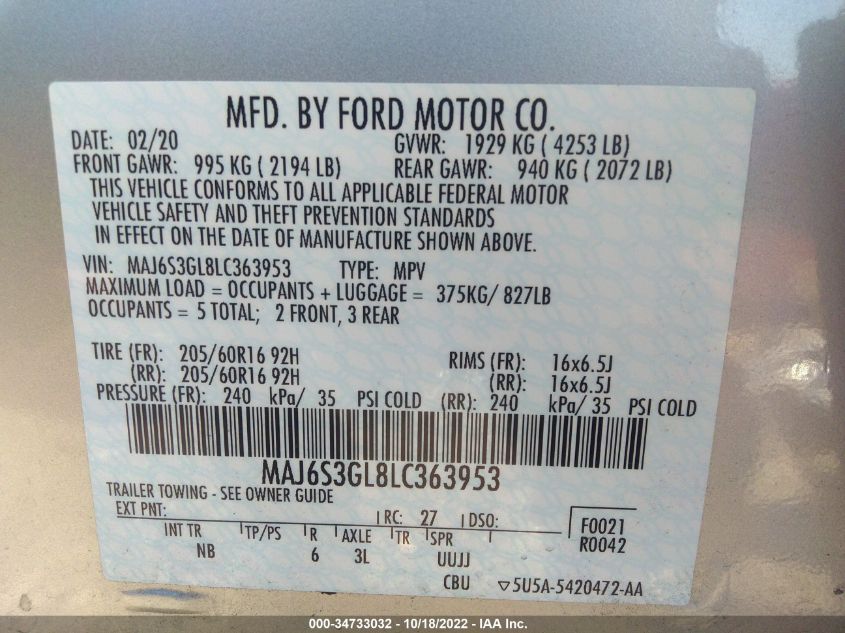 MFD. BY FORD MOTOR CO.
DATE: 02/20 GVWR: 1929 KG ( 4253 LB)
FRONT GAWR: 995 KG ( 2194 LB) REAR GAWR: 940 KG ( 2072 LB)
THIS VEHICLE CONFORMS TO ALL APPLICABLE FEDERAL MOTOR
VEHICLE SAFETY AND THEFT PREVENTION STANDARDS
IN EFFECT ON THE DATE OF MANUFACTURE SHOWN ABOVE.
VIN: MAJ6S3GL8LC363953 TYPE: MPV
MAXIMUM LOAD = OCCUPANTS + LUGGAGE = 375KG/ 827LB
OCCUPANTS = 5 TOTAL; 2 FRONT, 3 REAR
TIRE (FR): 205/60R16 92H RIMS (FR): 16x6.5J
(RR): 205/60R16 92H (RR): 16x6.5J
PRESSURE (FR): 240 kPa/ 35 PSI COLD (RR): 240 kPa/ 35 PSI COLD
MAJ6S3GL8LC363953
TRAILER TOWING - SEE OWNER GUIDE
EXT PNT: RC: 27 DSO: F0021
INT TR TP/PS R AXLE TR SPR R0042
NB 6 3L UUJJ
CBU ▽5U5A-5420472-AA
000-34733032 - 10/18/2022 - IAA Inc.